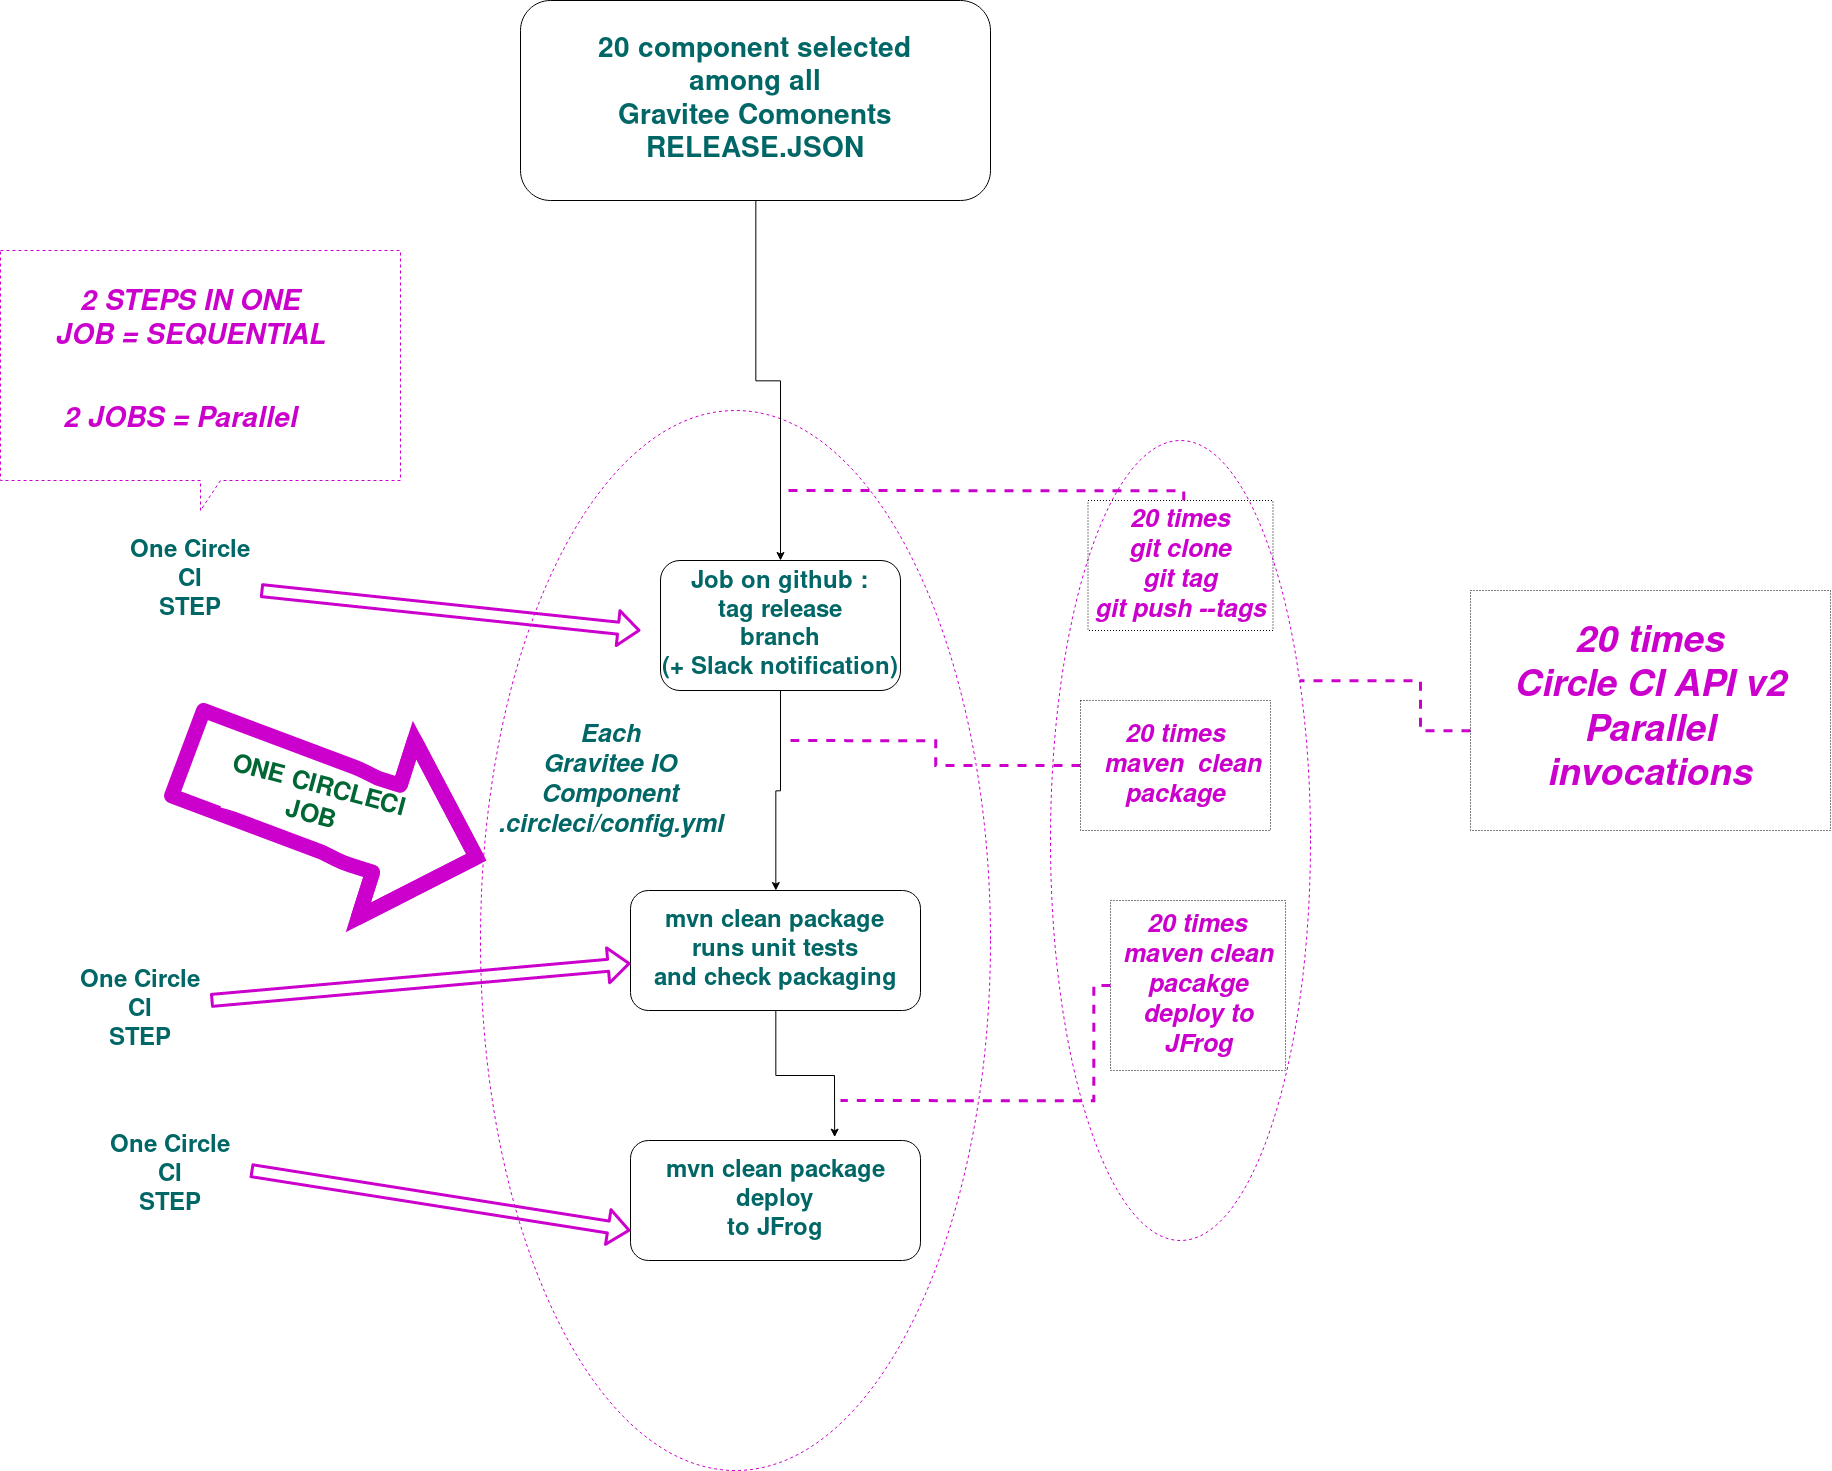 20 component selected
among all
Gravitee Comonents
RELEASE.JSON
2 STEPS IN ONE
JOB = SEQUENTIAL
2 JOBS = Parallel
One Circle
CI
STEP
Job on github :
tag release
branch
(+ Slack notification)
20 times
git clone
git tag
git push --tags
20 times
Circle CI API v2
Parallel
invocations
ONE CIRCLECI
JOB
Each
Gravitee IO
Component
.circleci/config.yml
20 times
maven clean
package
One Circle
CI
STEP
mvn clean package
runs unit tests
and check packaging
20 times
maven clean
pacakge
deploy to
JFrog
One Circle
CI
STEP
mvn clean package
deploy
to JFrog